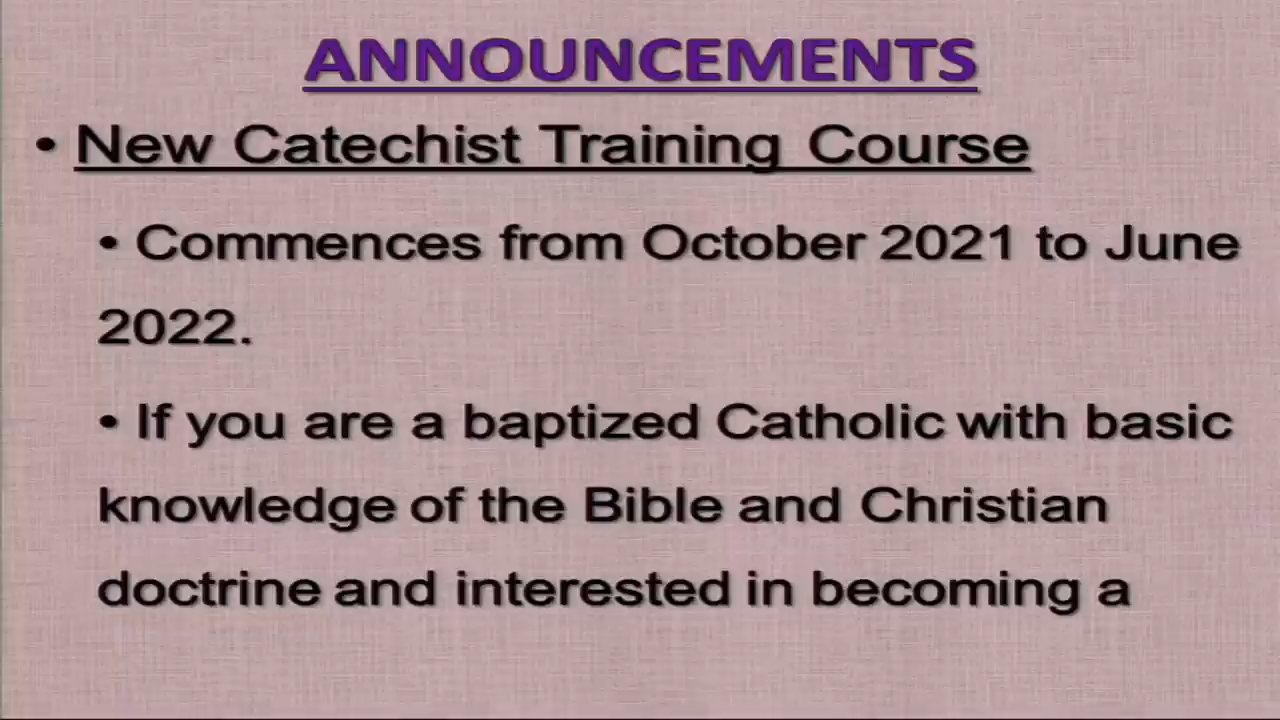 ANNOUNCEMENTS
• New Catechist Training Course
• Commences from October 2021 to June
2022.
• If you are a baptized Catholic with basic
knowledge of the Bible and Christian
doctrine and interested in becoming a